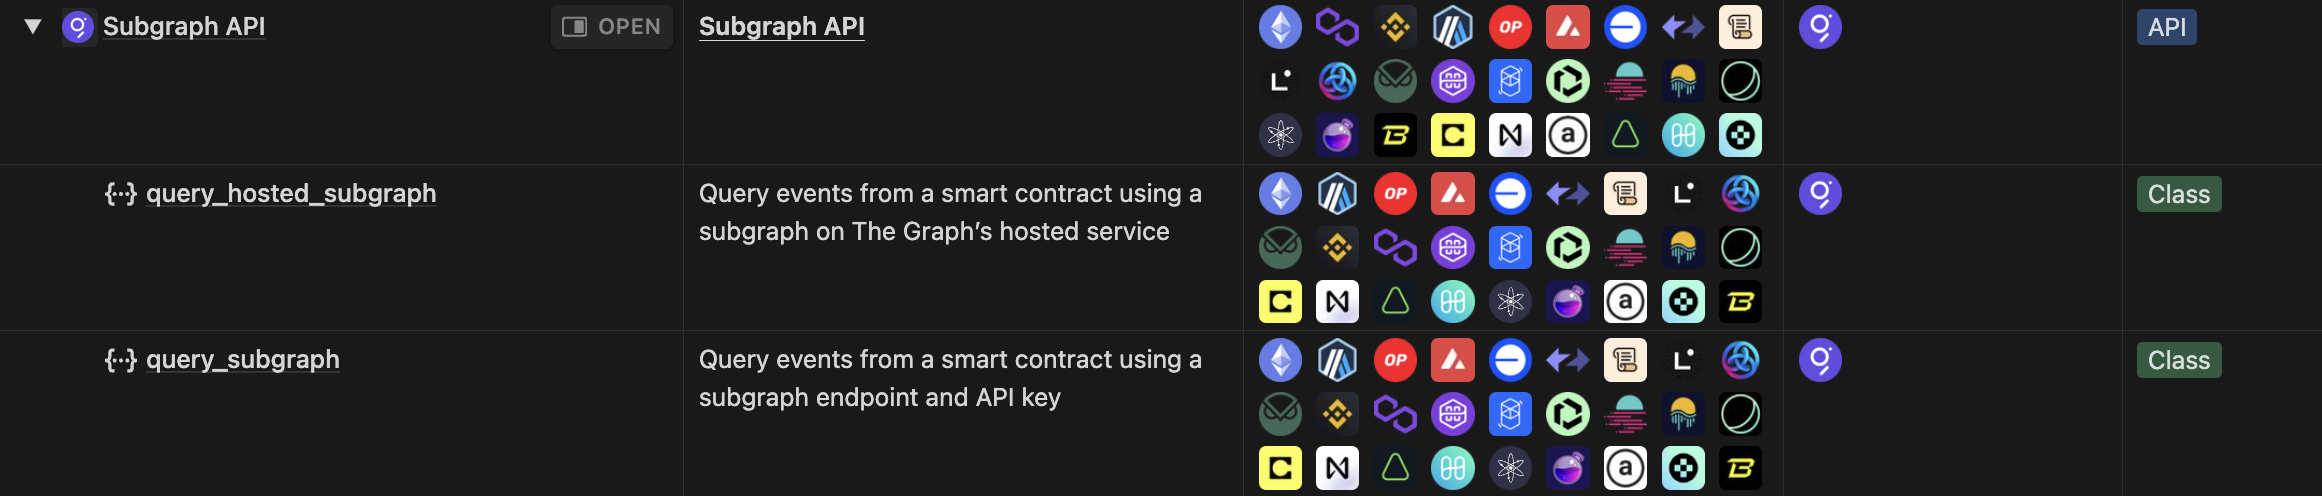 Subgraph API
OPEN
Subgraph API
OP
API
query_hosted_subgraph
Query events from a smart contract using a
subgraph on The Graph’s hosted service
OP
Class
query_subgraph
Query events from a smart contract using a
subgraph endpoint and API key
OP
Class